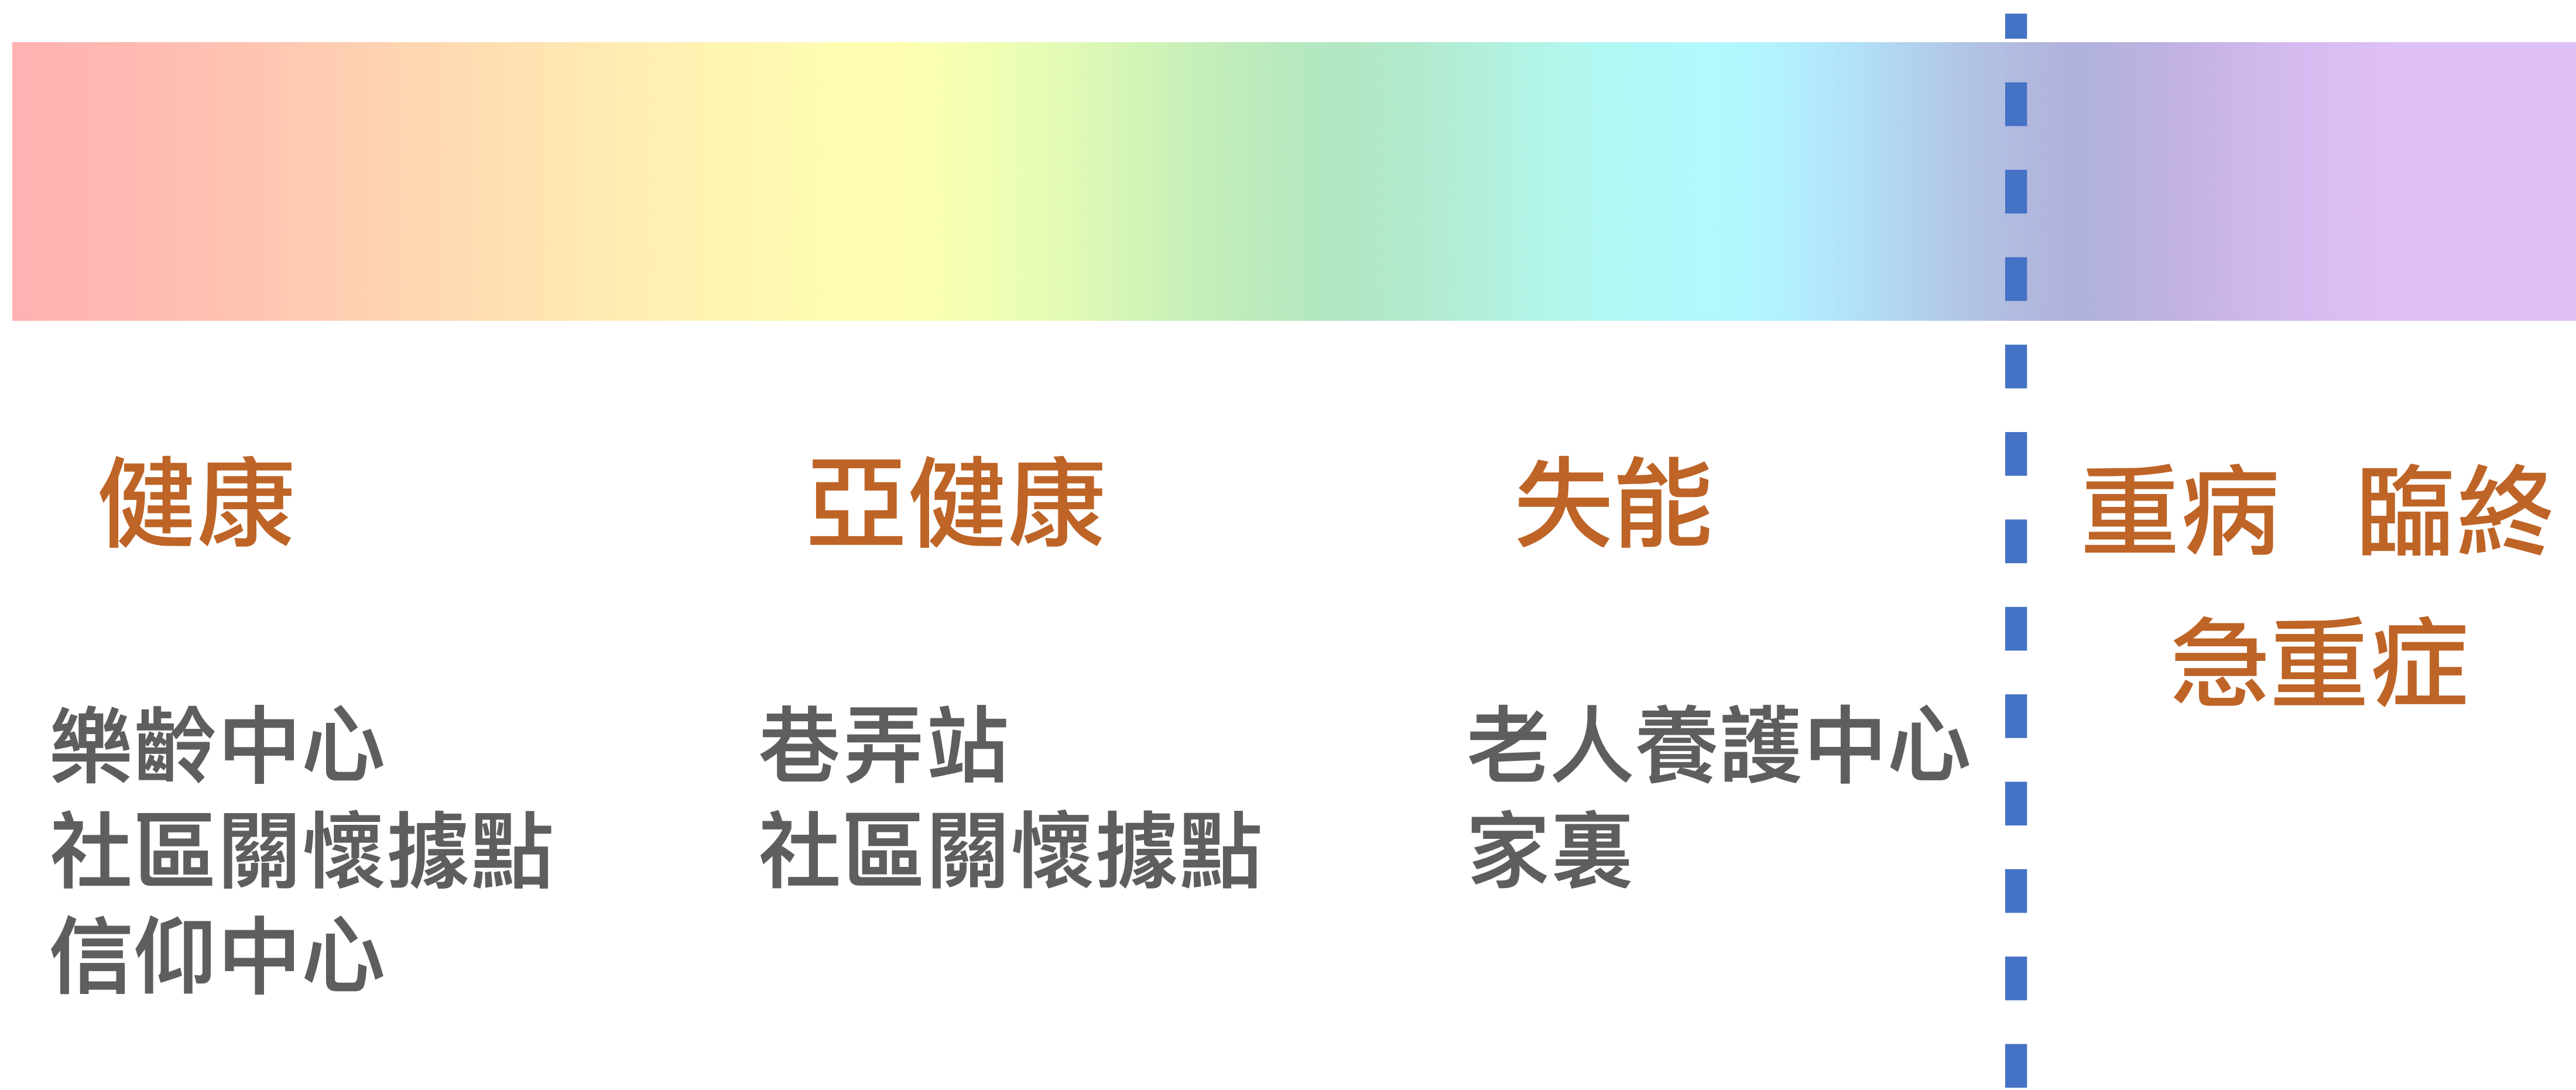 健康
亞健康
失能
重病 臨終
急重症
樂齡中心
社區關懷據點
信仰中心
巷弄站
社區關懷據點
老人養護中心
家裏